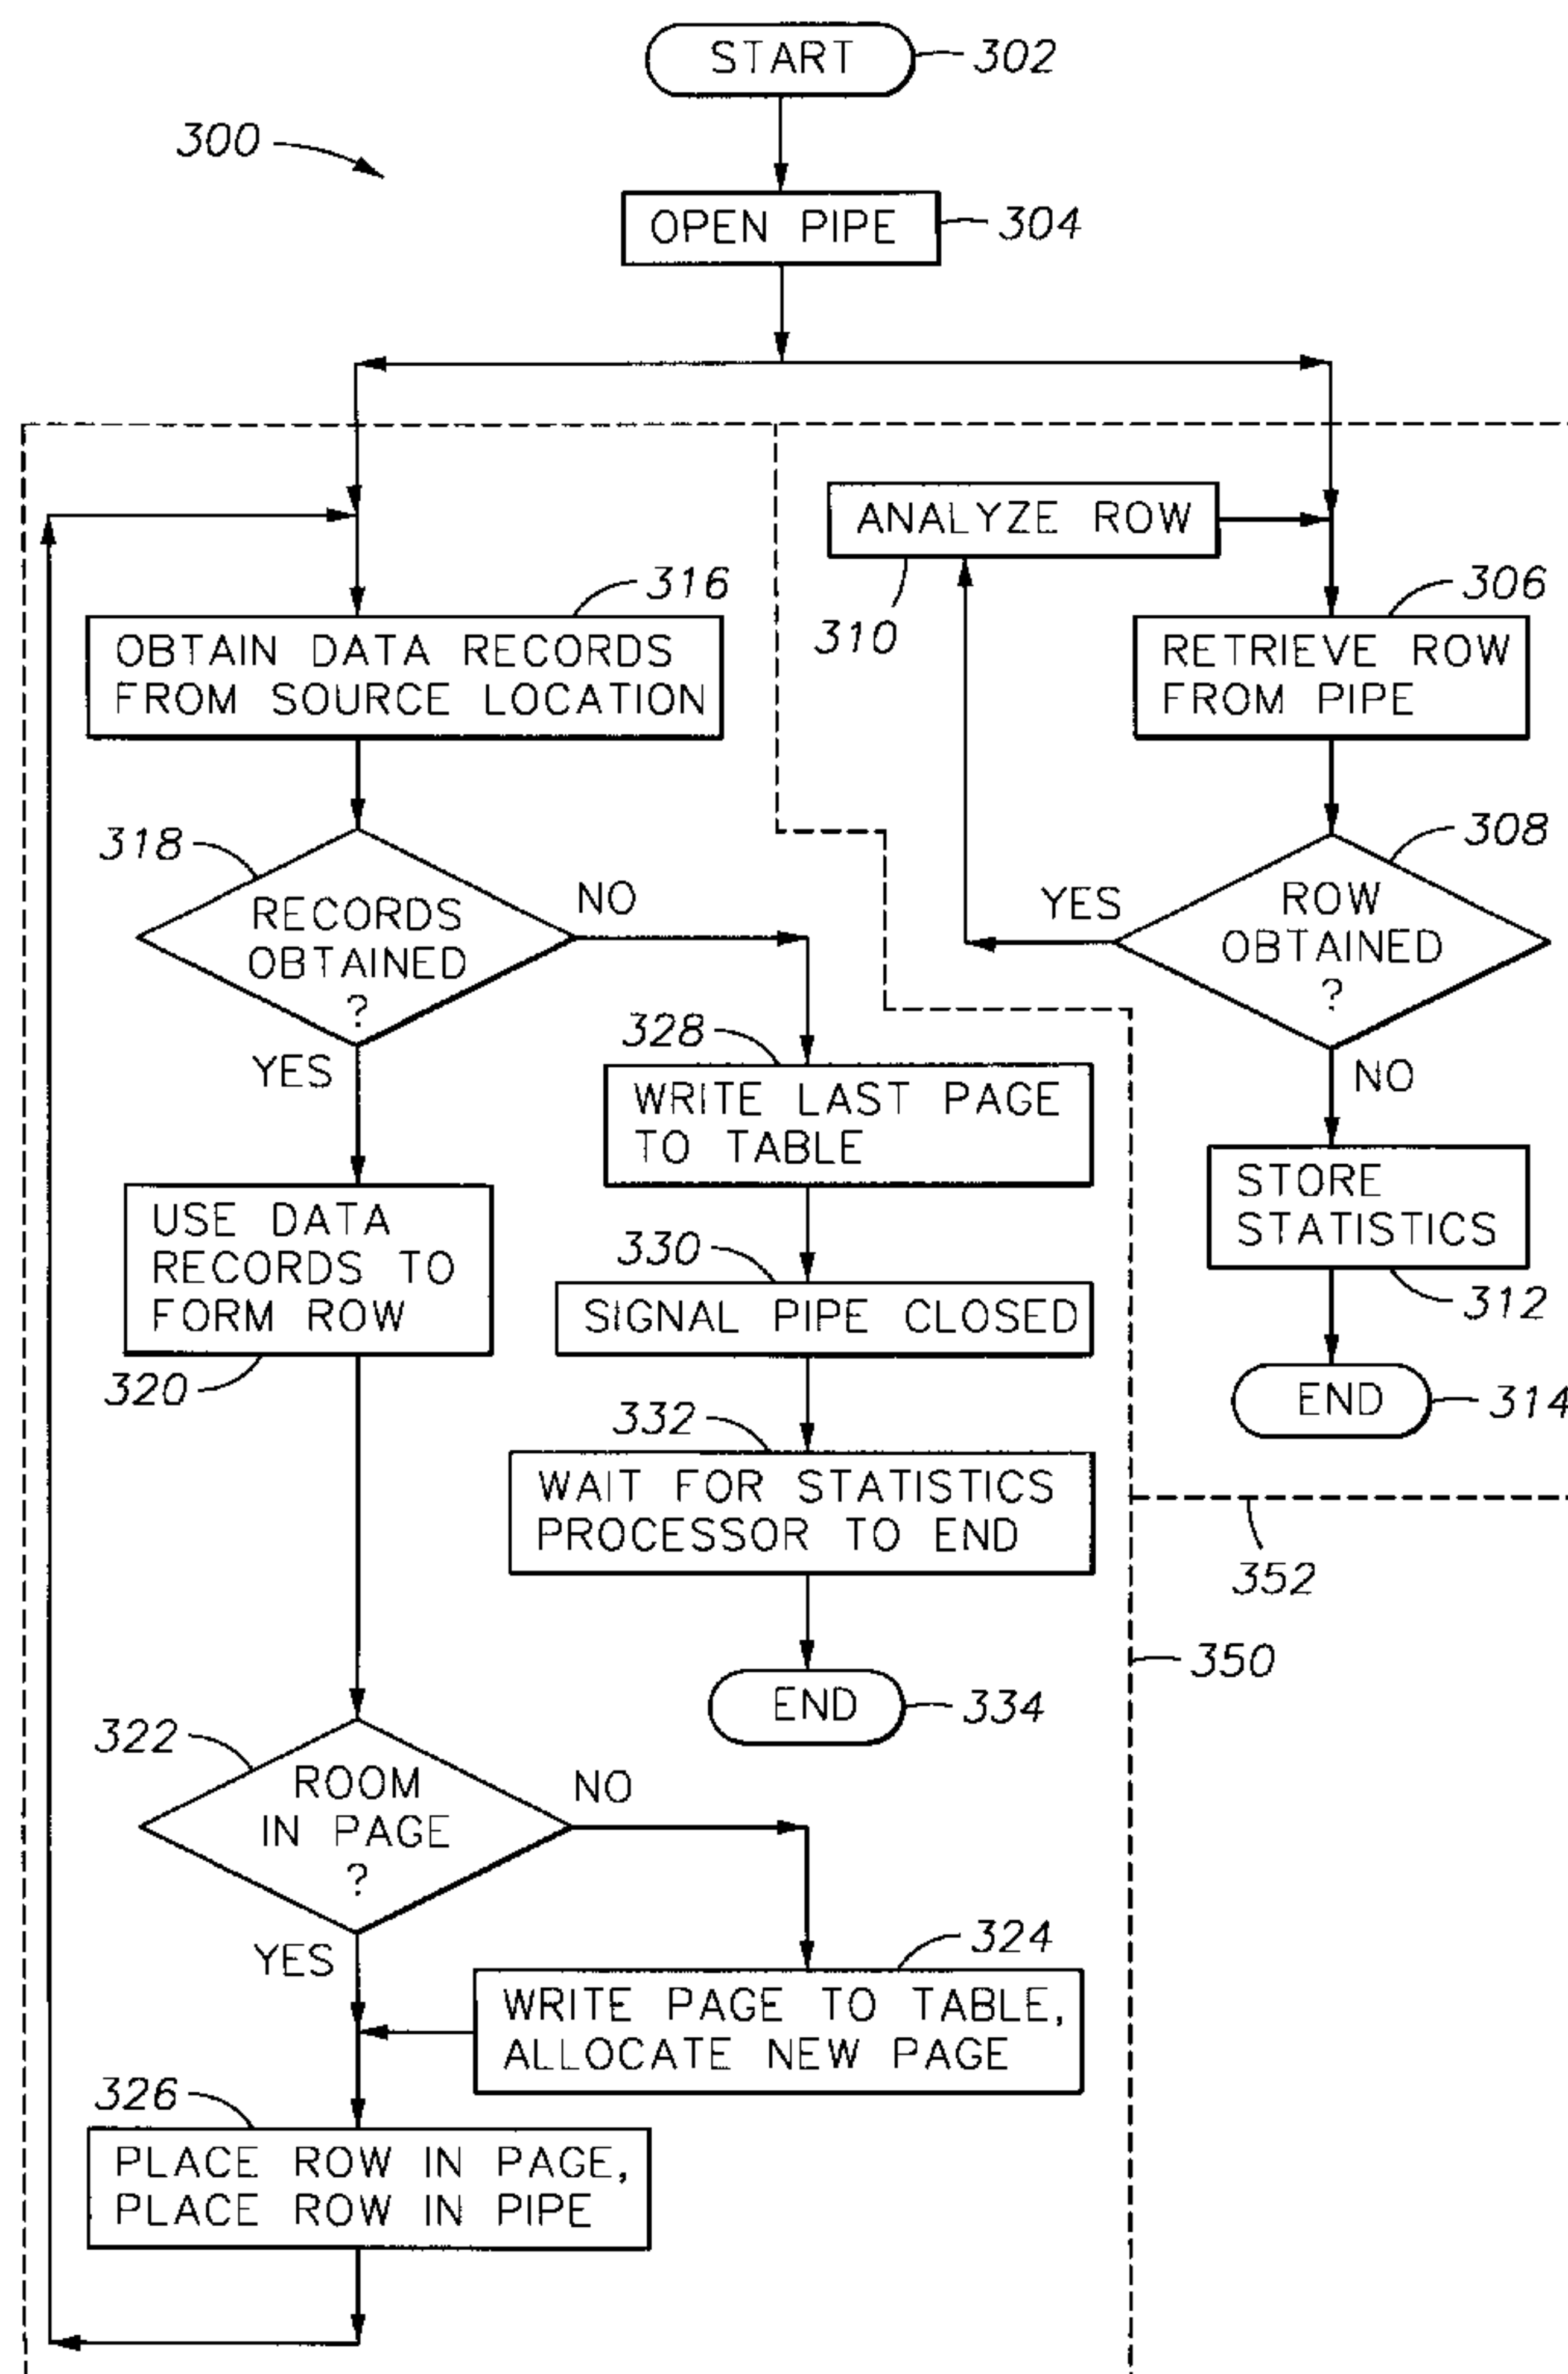 START
302
300
OPEN PIPE
304
ANALYZE ROW
310
316
OBTAIN DATA RECORDS
FROM SOURCE LOCATION
306
RETRIEVE ROW
FROM PIPE
318
RECORDS
OBTAINED
?
NO
YES
308
ROW
OBTAINED
?
YES
NO
328
WRITE LAST PAGE
TO TABLE
STORE
STATISTICS
312
USE DATA
RECORDS TO
FORM ROW
320
330
SIGNAL PIPE CLOSED
END
314
332
WAIT FOR STATISTICS
PROCESSOR TO END
352
350
END
334
322
ROOM
IN PAGE
?
NO
YES
324
WRITE PAGE TO TABLE,
ALLOCATE NEW PAGE
326
PLACE ROW IN PAGE,
PLACE ROW IN PIPE